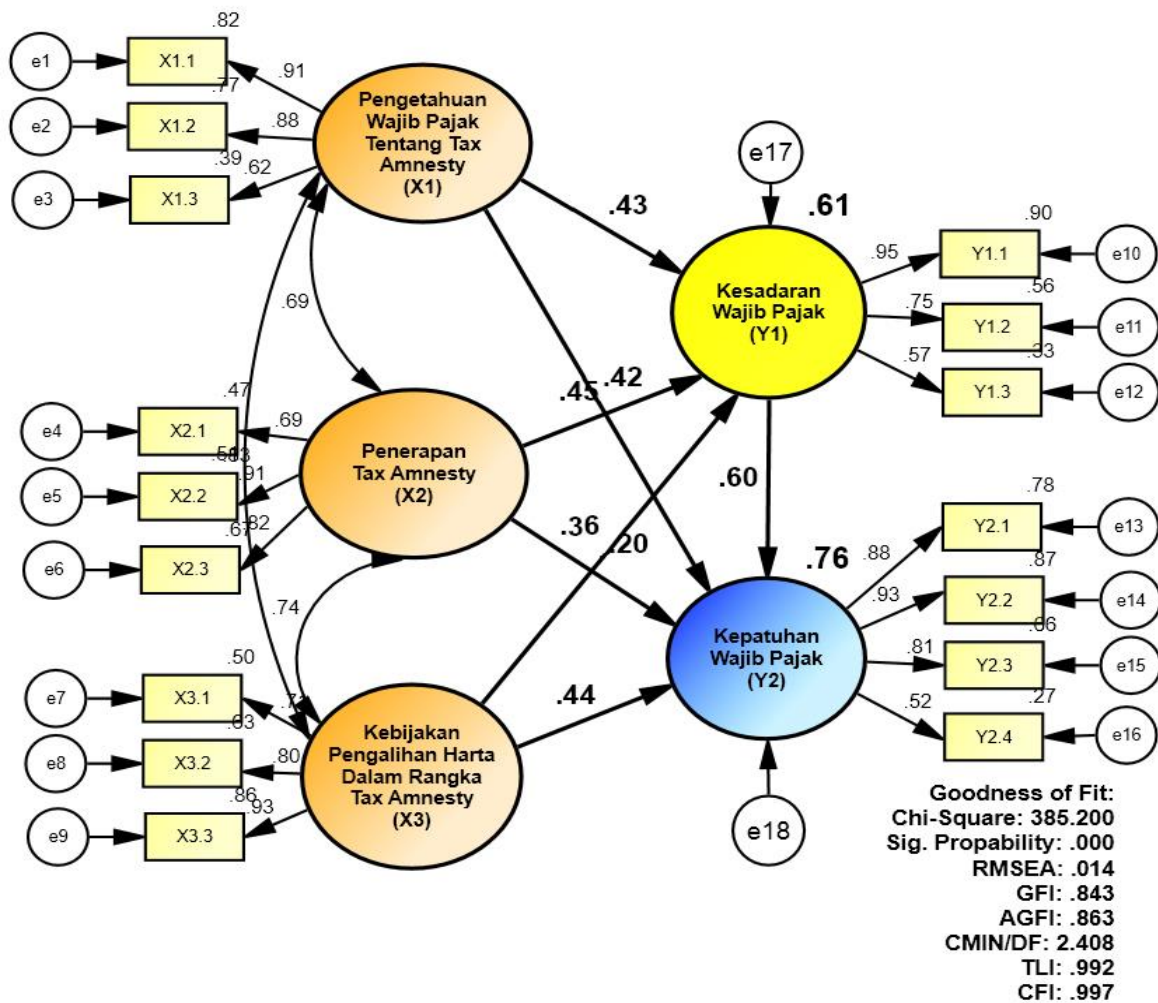 .82
e1
X1.1
.91
.77
e2
X1.2
.88
.39
.62
e3
X1.3
Pengetahuan
Wajib Pajak
Tentang Tax
Amnesty
(X1)
e17
.43
.61
.90
.95
Y1.1
e10
.56
Kesadaran
Wajib Pajak
(Y1)
.75
Y1.2
e11
.33
.57
Y1.3
e12
.69
.47
.45
.42
e4
X2.1
.69
.83
.91
e5
X2.2
Penerapan
Tax Amnesty
(X2)
.60
.67
.82
e6
X2.3
.36
.20
.76
.78
.88
Y2.1
e13
.87
.93
Y2.2
e14
.66
.81
Y2.3
e15
.27
.52
Y2.4
e16
Kepatuhan
Wajib Pajak
(Y2)
.74
.50
e7
X3.1
.63
e8
X3.2
.80
.86
.93
e9
X3.3
Kebijakan
Pengalihan Harta
Dalam Rangka
Tax Amnesty
(X3)
.44
e18
Goodness of Fit:
Chi-Square: 385.200
Sig. Propability: .000
RMSEA: .014
GFI: .843
AGFI: .863
CMIN/DF: 2.408
TLI: .992
CFI: .997